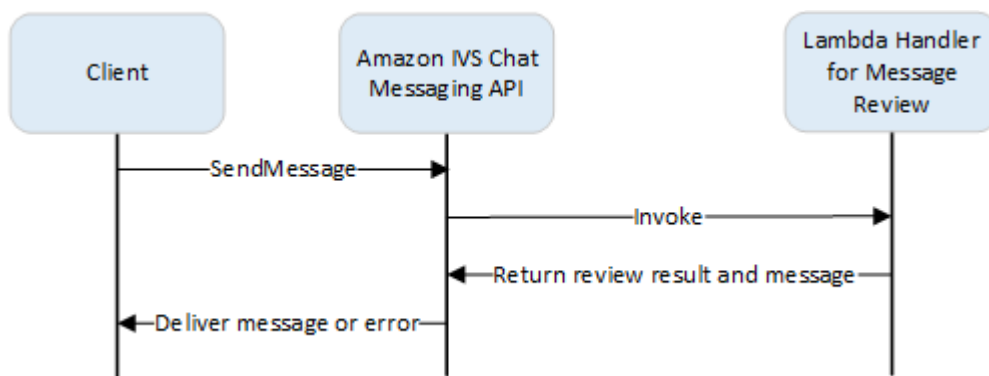 Client
Amazon IVS Chat
Messaging API
Lambda Handler
for Message
Review
SendMessage
Invoke
Return review result and message
Deliver message or error